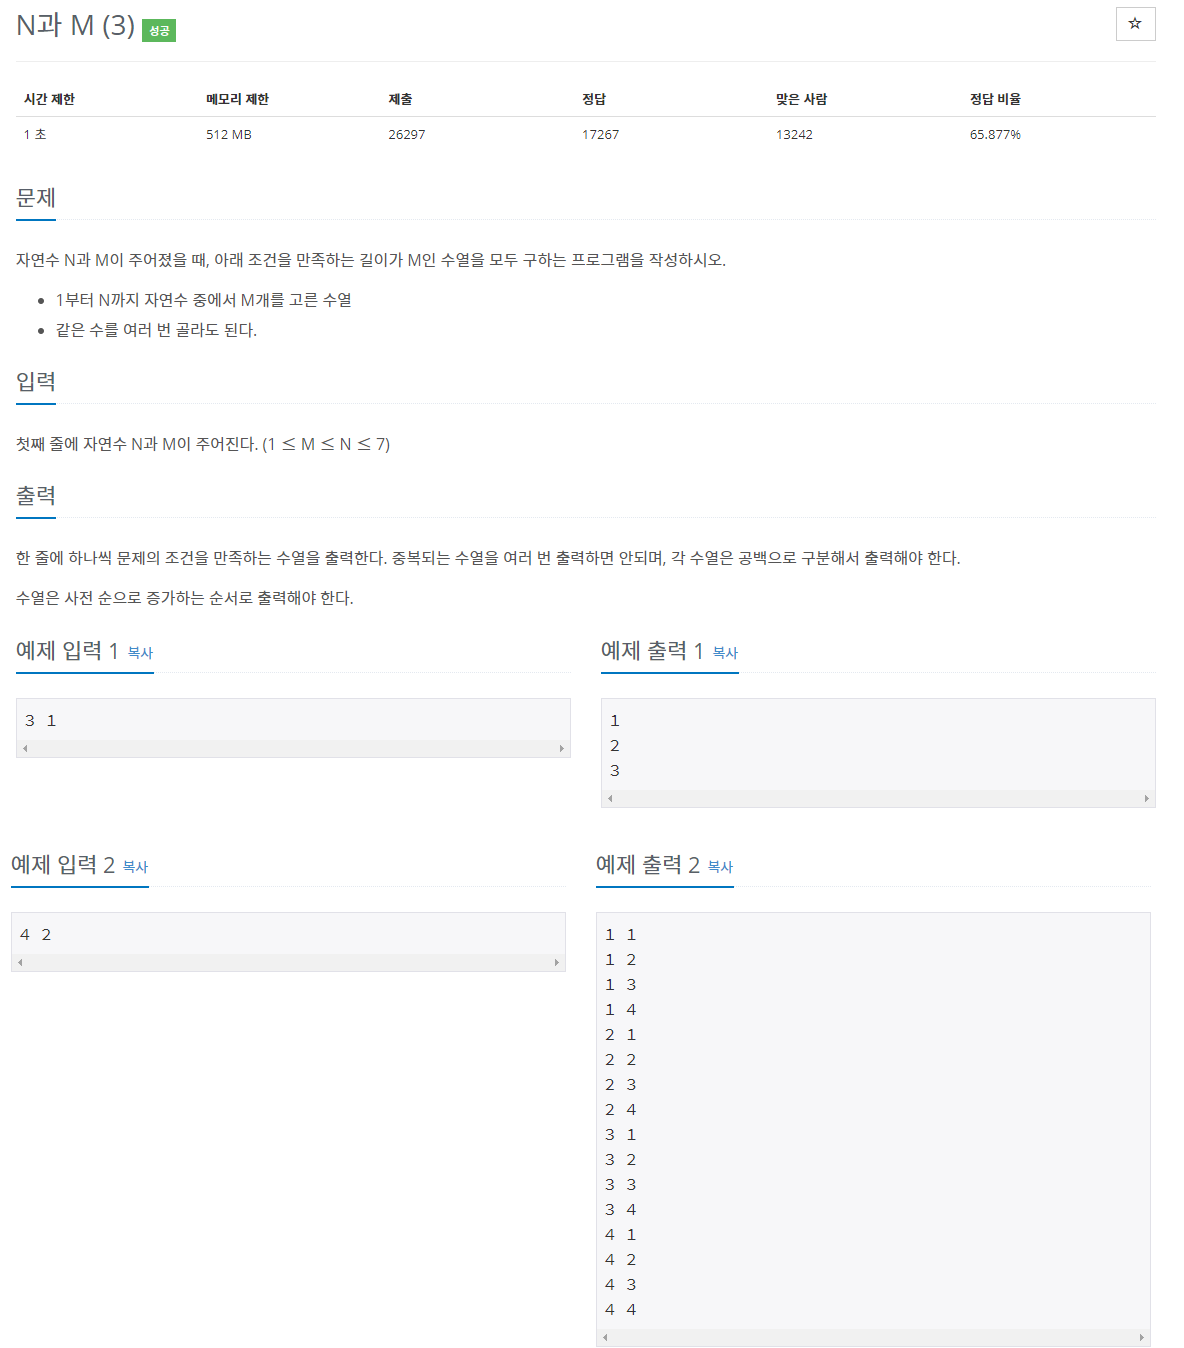 N과 M (3) 성공
☆
시간 제한 메모리 제한 제출 정답 맞은 사람 정답 비율
1 초 512 MB 26297 17267 13242 65.877%
문제
자연수 N과 M이 주어졌을 때, 아래 조건을 만족하는 길이가 M인 수열을 모두 구하는 프로그램을 작성하시오.
• 1부터 N까지 자연수 중에서 M개를 고른 수열
• 같은 수를 여러 번 골라도 된다.
입력
첫째 줄에 자연수 N과 M이 주어진다. (1 ≤ M ≤ N ≤ 7)
출력
한 줄에 하나씩 문제의 조건을 만족하는 수열을 출력한다. 중복되는 수열을 여러 번 출력하면 안되며, 각 수열은 공백으로 구분해서 출력해야 한다.
수열은 사전 순으로 증가하는 순서로 출력해야 한다.
예제 입력 1 복사
3 1
예제 출력 1 복사
1
2
3
예제 입력 2 복사
4 2
예제 출력 2 복사
1 1
1 2
1 3
1 4
2 1
2 2
2 3
2 4
3 1
3 2
3 3
3 4
4 1
4 2
4 3
4 4